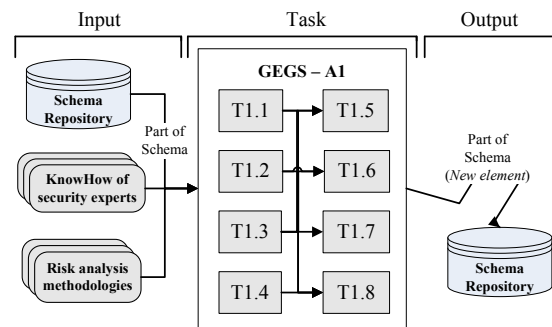 Input
Task
Output
Schema
Repository
Part of
Schema
KnowHow of
security experts
Risk analysis
methodologies
GEGS – A1
T1.1
T1.5
T1.2
T1.6
T1.3
T1.7
T1.4
T1.8
Part of
Schema
(New element)
Schema
Repository